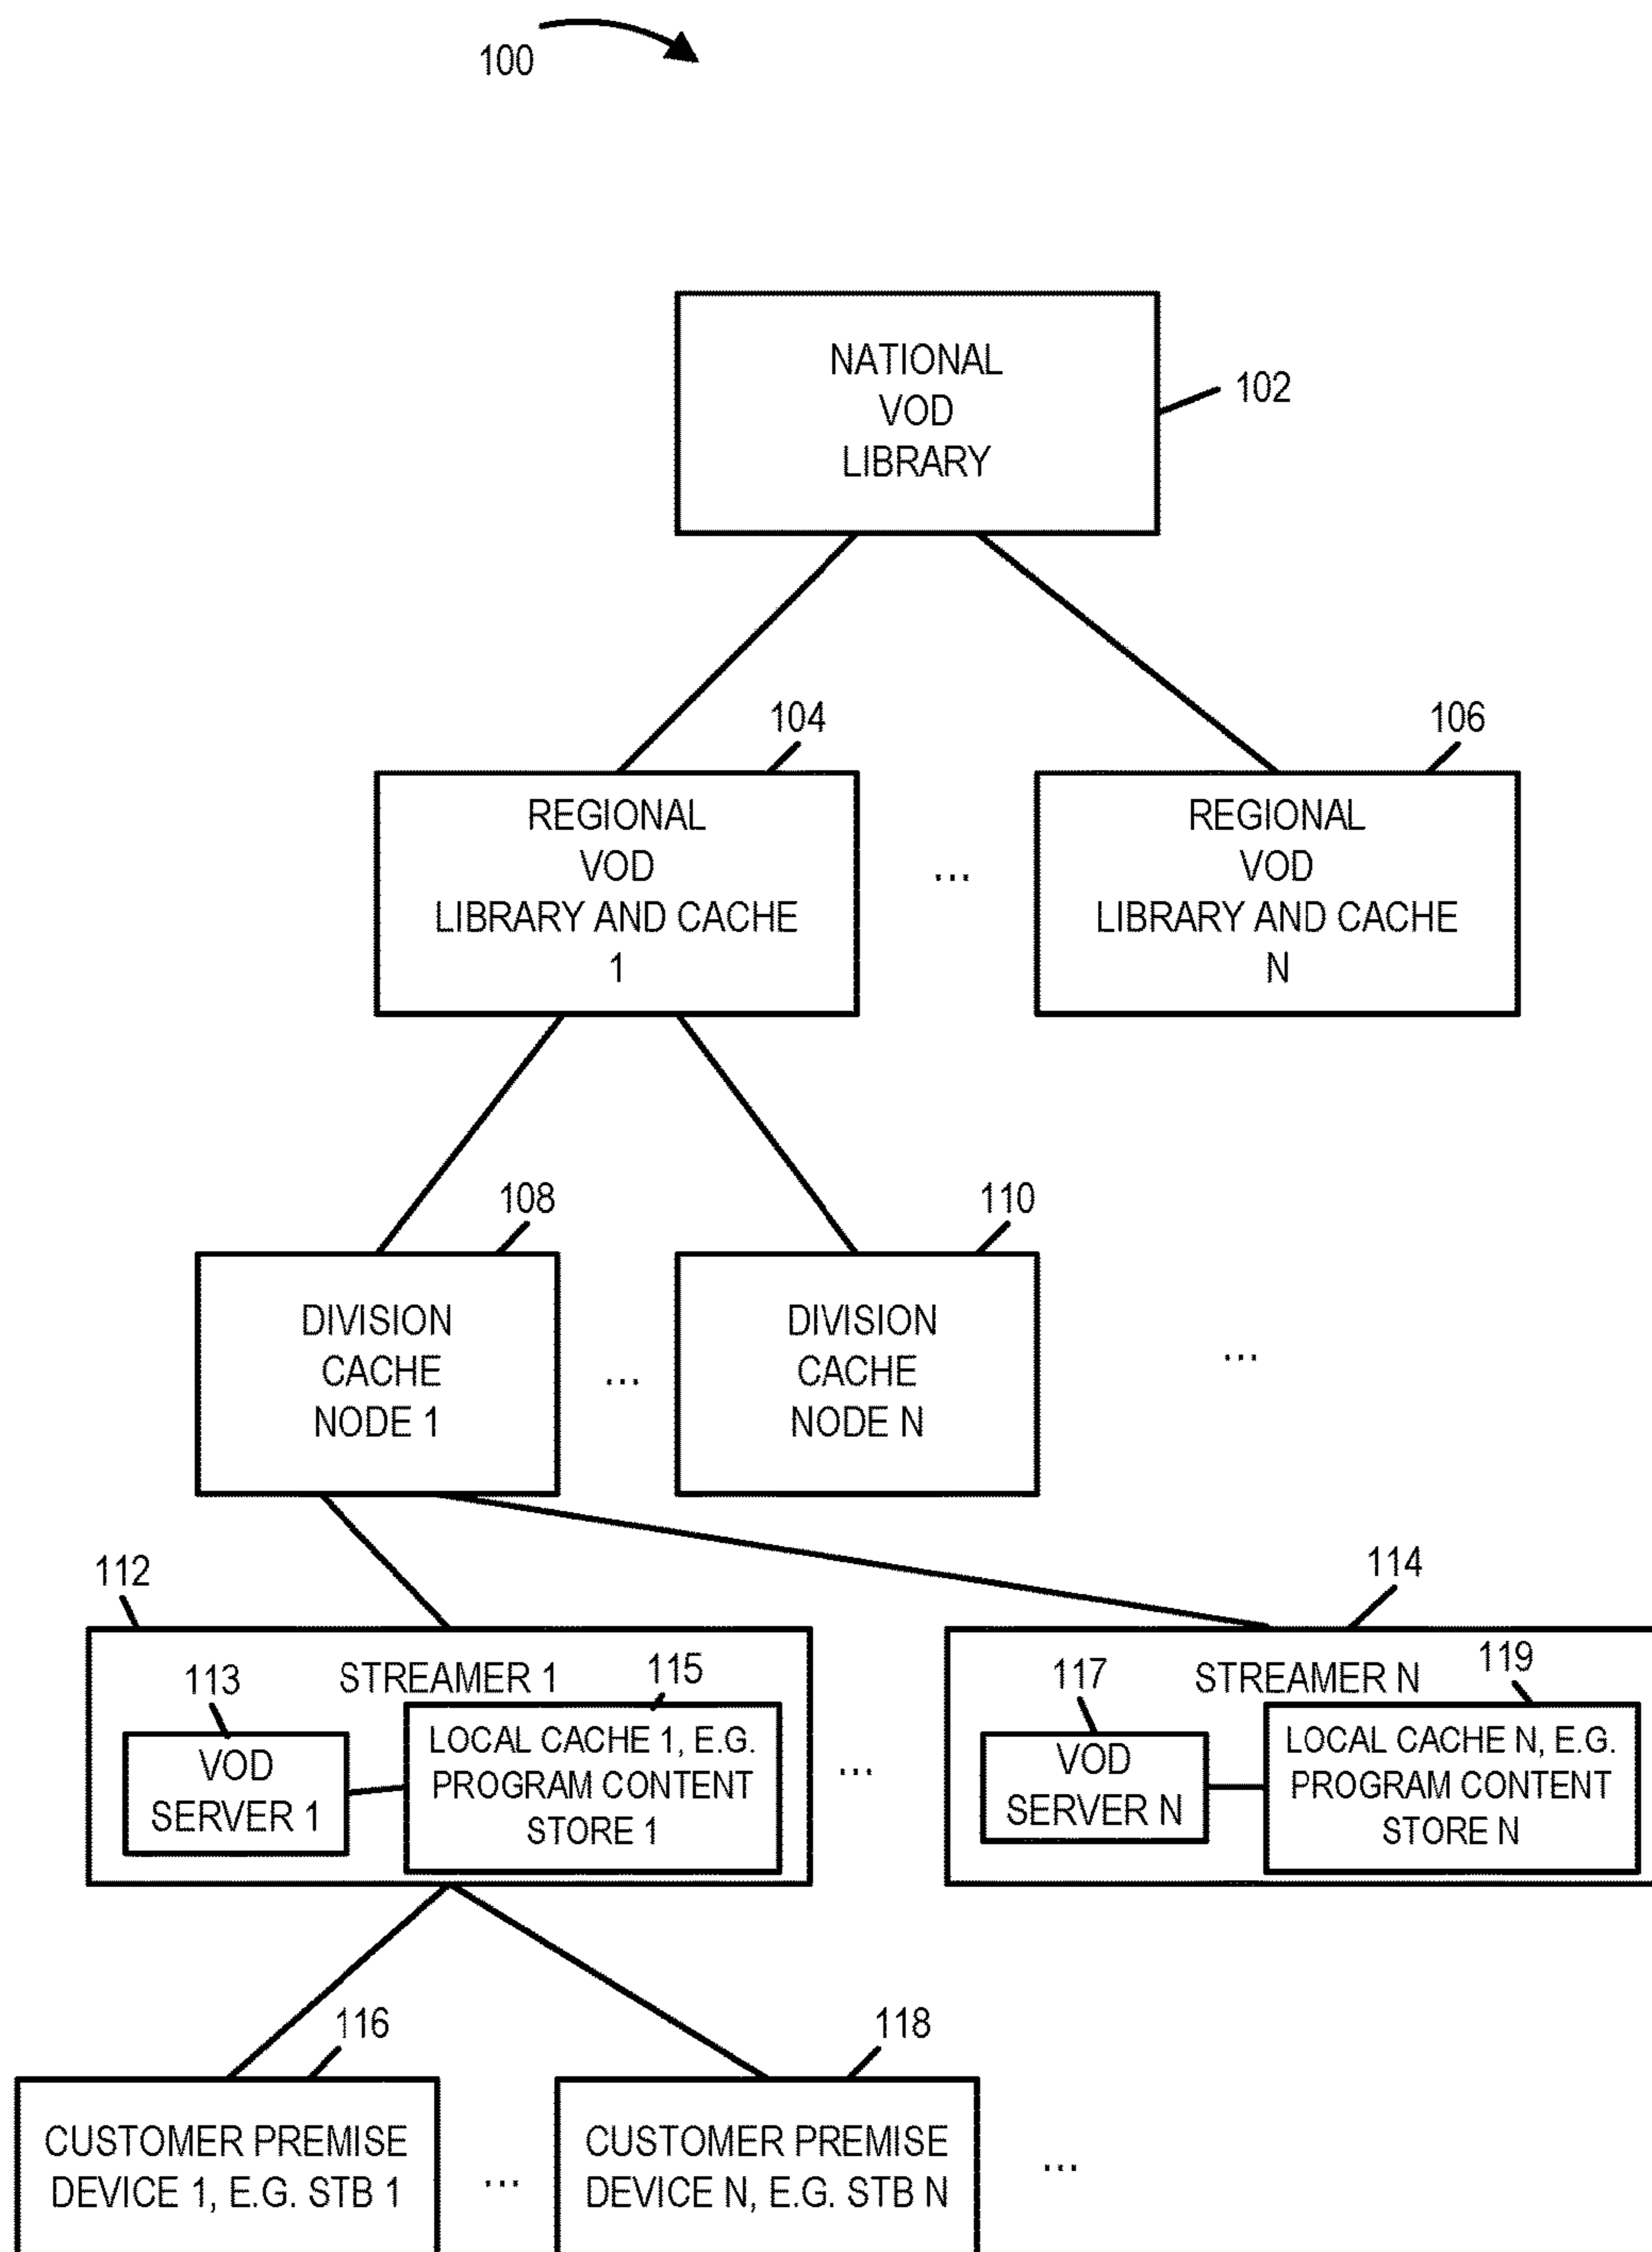 100
NATIONAL
VOD
LIBRARY
102
104
106
REGIONAL
VOD
LIBRARY AND CACHE
1
...
REGIONAL
VOD
LIBRARY AND CACHE
N
108
110
DIVISION
CACHE
NODE 1
...
DIVISION
CACHE
NODE N
...
112
114
STREAMER 1
113
115
VOD
SERVER 1
LOCAL CACHE 1, E.G.
PROGRAM CONTENT
STORE 1
...
STREAMER N
117
119
VOD
SERVER N
LOCAL CACHE N, E.G.
PROGRAM CONTENT
STORE N
116
118
CUSTOMER PREMISE
DEVICE 1, E.G. STB 1
...
CUSTOMER PREMISE
DEVICE N, E.G. STB N
...